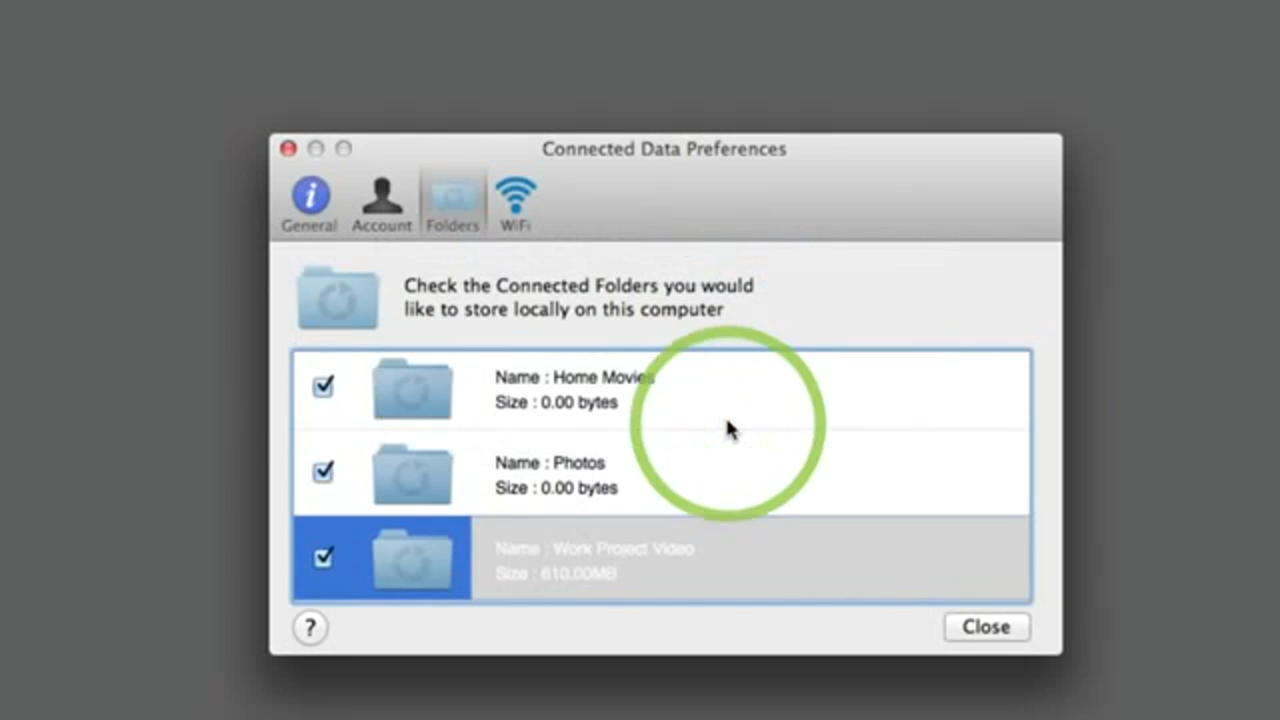 Connected Data Preferences
General Account Folders WiFi
Check the Connected Folders you would
like to store locally on this computer
Name : Home Movies
Size : 0.00 bytes
Name : Photos
Size : 0.00 bytes
Name : Work Project Video
Size : 610.00MB
? Close